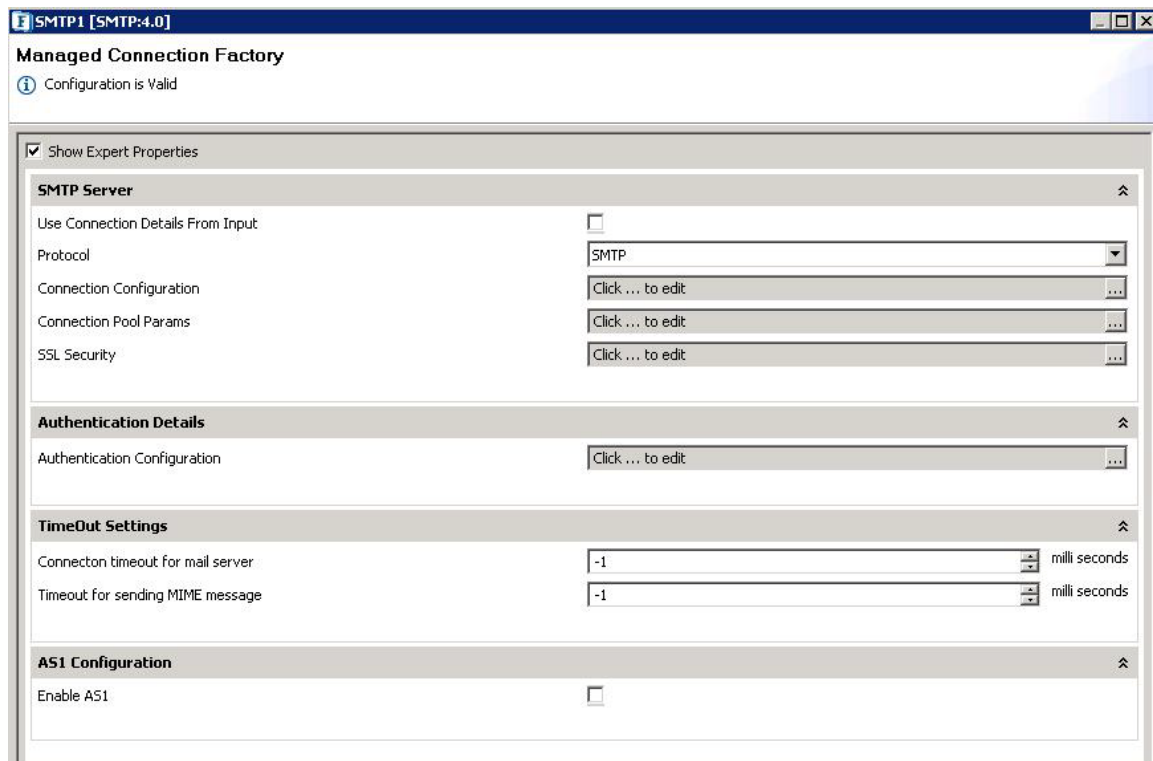 SMTP1 [SMTP:4.0]
Managed Connection Factory
Configuration is Valid
Show Expert Properties
SMTP Server
Use Connection Details From Input
Protocol SMTP
Connection Configuration Click ... to edit ...
Connection Pool Params Click ... to edit ...
SSL Security Click ... to edit ...
Authentication Details
Authentication Configuration Click ... to edit ...
TimeOut Settings
Connecton timeout for mail server -1 milli seconds
Timeout for sending MIME message -1 milli seconds
AS1 Configuration
Enable AS1